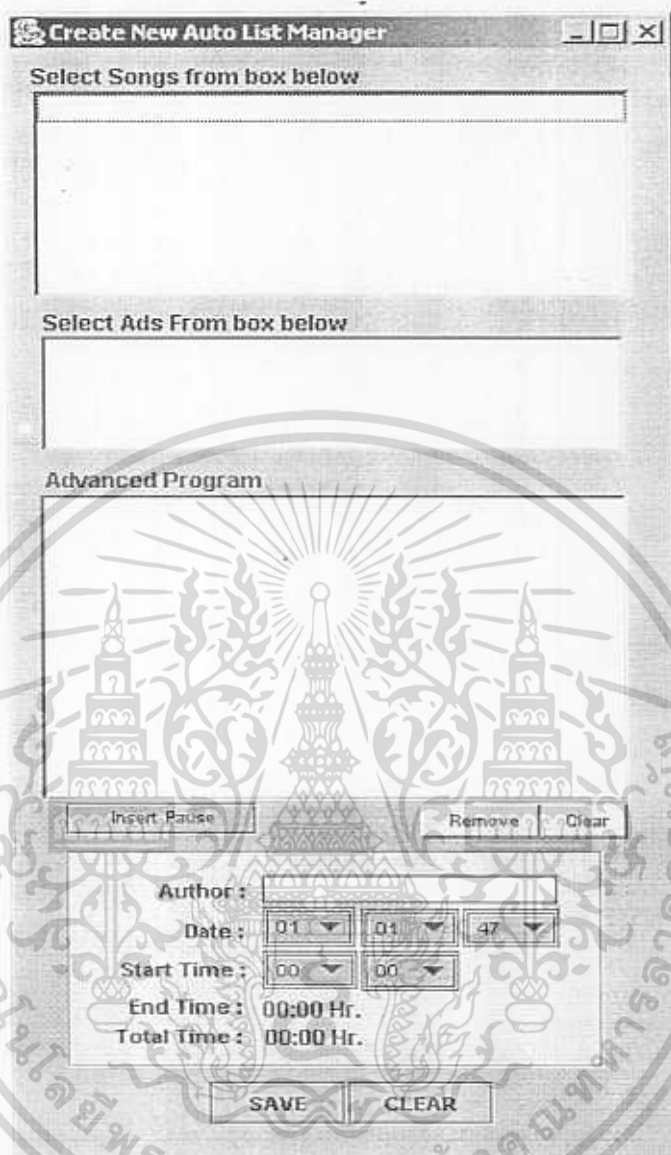 Create New Auto List Manager
Select Songs from box below
Select Ads From box below
Advanced Program
Insert Pause Remove Clear
Author :
Date : 01 01 47
Start Time : 00 00
End Time : 00:00 Hr.
Total Time : 00:00 Hr.
SAVE CLEAR